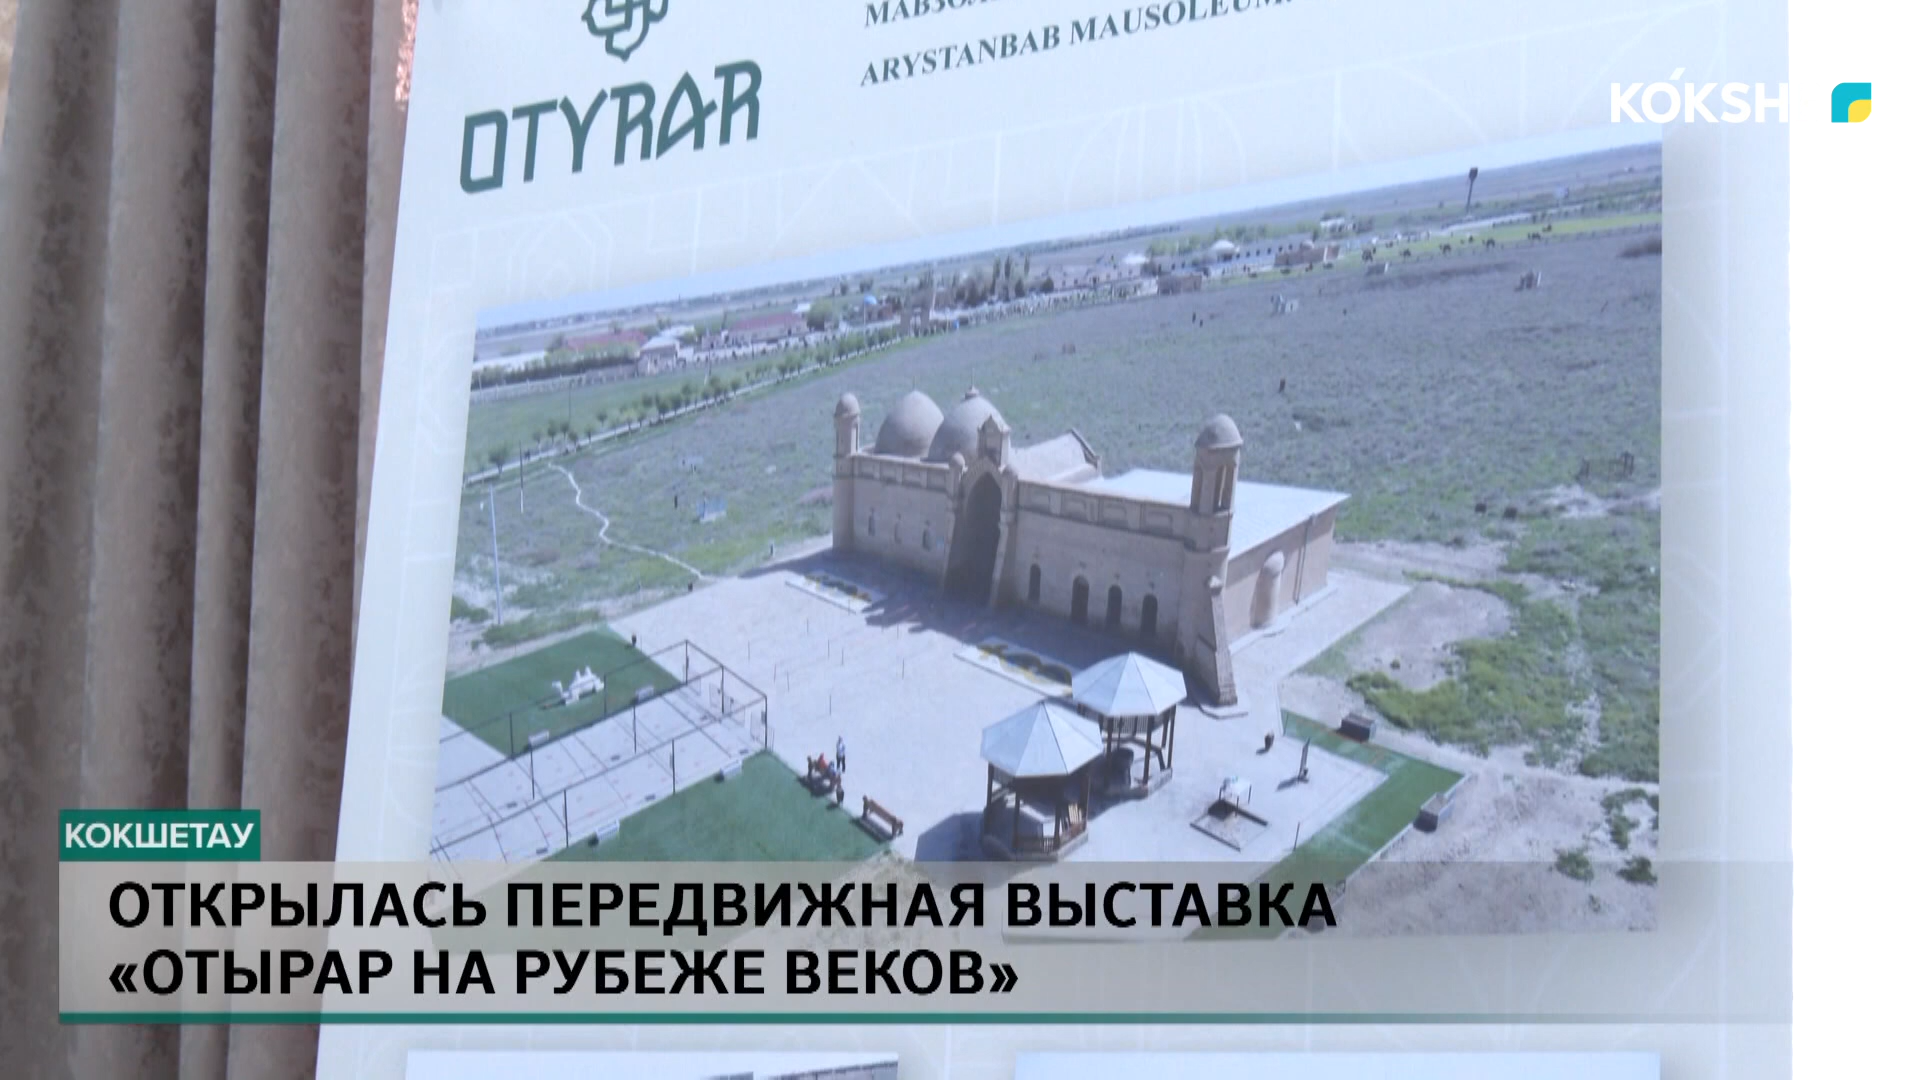 ARYSTANBAB MAUSOLEUM
OTYRAR
KÓKSH
КОКШЕТАУ
ОТКРЫЛАСЬ ПЕРЕДВИЖНАЯ ВЫСТАВКА
«ОТЫРАР НА РУБЕЖЕ ВЕКОВ»